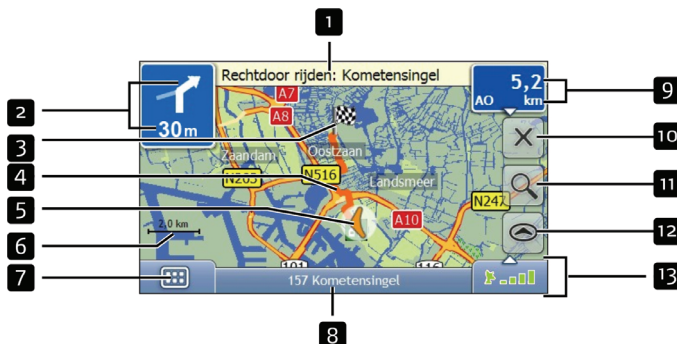 1
Rechtdoor rijden: Kometensingel
5,2
AO km
30 m
A7
A8
Zaandam
Oostzaan
N516
Landsmeer
N203
N247
A10
2,0 km
157 Kometensingel
2
3
4
5
6
7
8
9
10
11
12
13